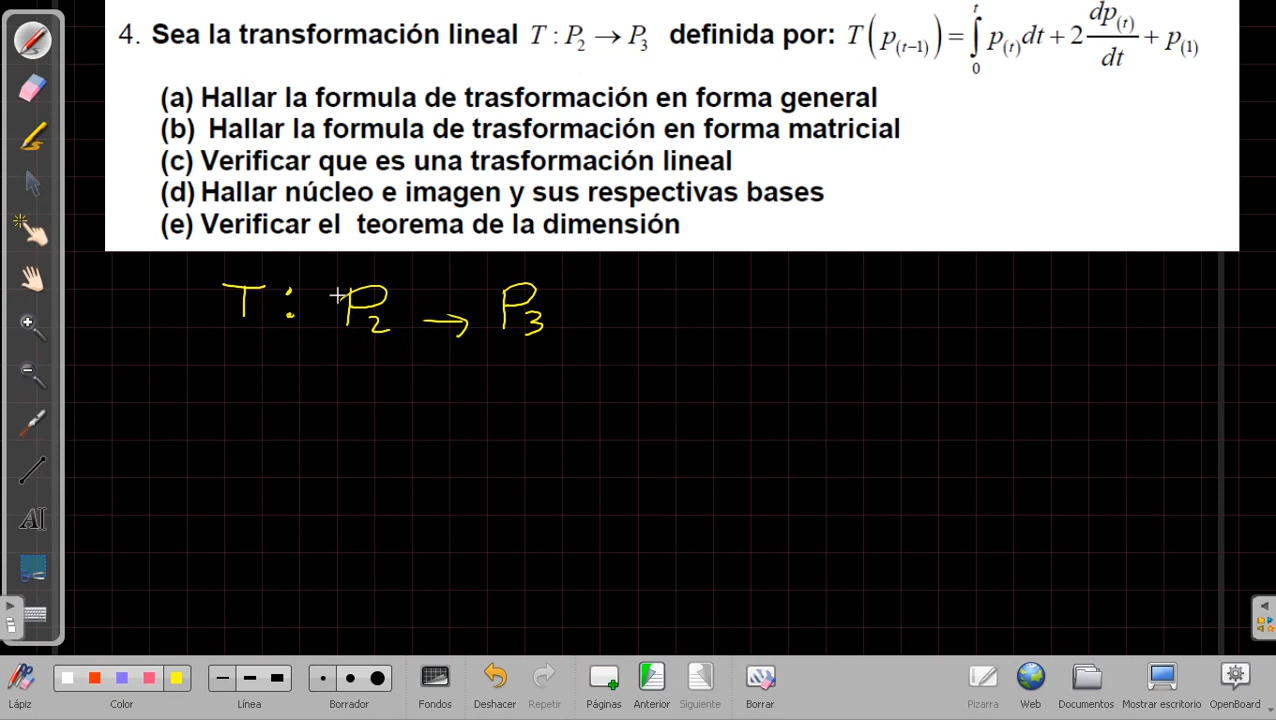 4. Sea la transformación lineal T : P₂ → P₃ definida por: T(p₍ₜ₋₁₎) = ∫₀ᵗ p₍ₜ₎dt + 2 dp₍ₜ₎/dt + p₍₁₎
(a) Hallar la formula de trasformación en forma general
(b) Hallar la formula de trasformación en forma matricial
(c) Verificar que es una trasformación lineal
(d) Hallar núcleo e imagen y sus respectivas bases
(e) Verificar el teorema de la dimensión
T : P₂ → P₃
Lápiz Color Línea Borrador Fondos Deshacer Repetir Páginas Anterior Siguiente Borrar Pizarra Web Documentos Mostrar escritorio OpenBoard